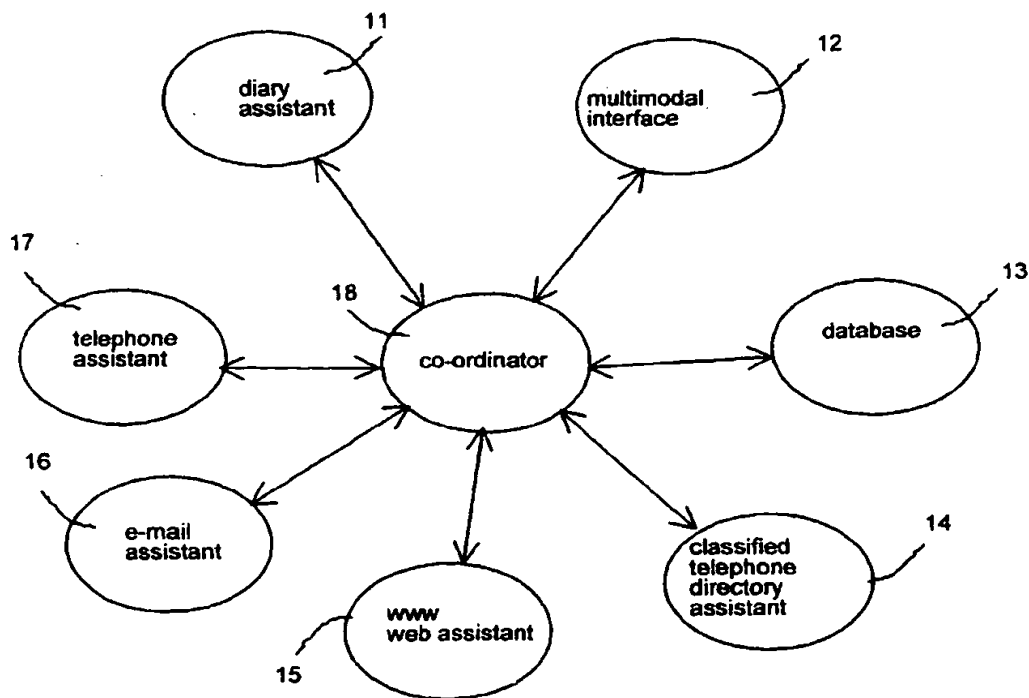 11
diary
assistant
12
multimodal
interface
17
telephone
assistant
18
co-ordinator
13
database
16
e-mail
assistant
www
web assistant
15
classified
telephone
directory
assistant
14